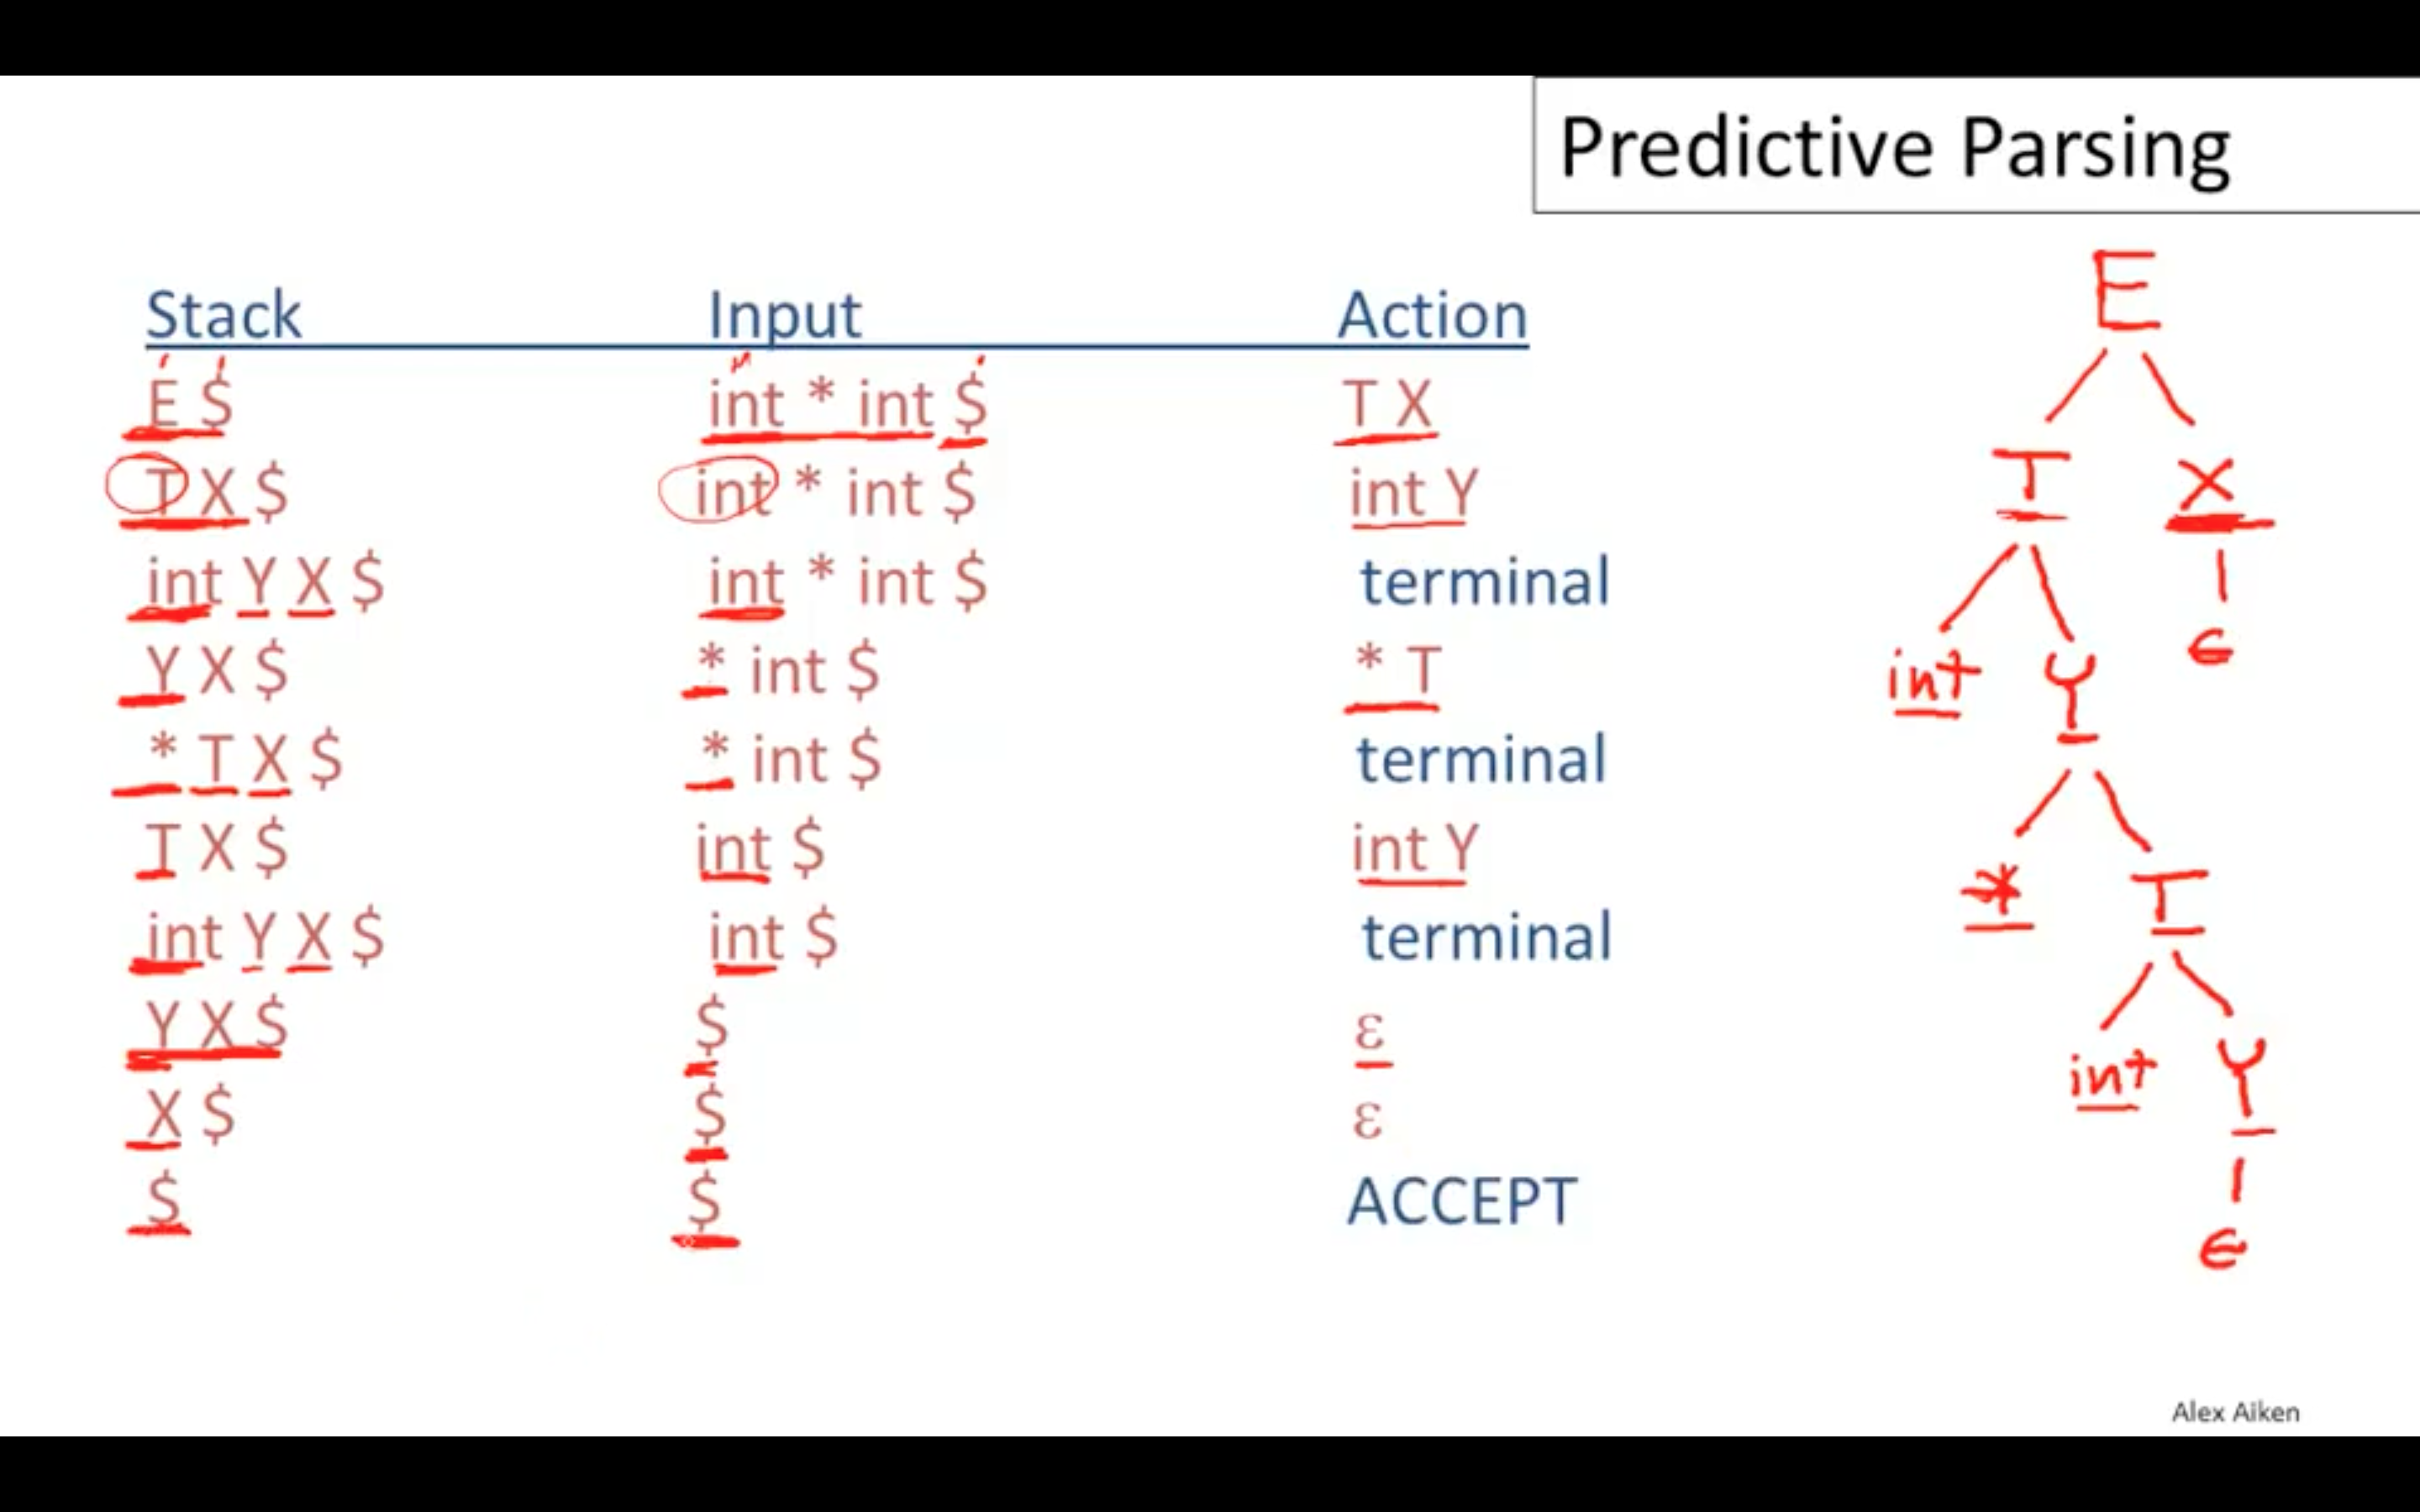 Predictive Parsing
Stack Input Action
E $ int * int $ T X
T X $ int * int $ int Y
int Y X $ int * int $ terminal
Y X $ * int $ * T
* T X $ * int $ terminal
T X $ int $ int Y
int Y X $ int $ terminal
Y X $ $ ε
X $ $ ε
$ $ ACCEPT
E
T X
int Y ε
* T
int Y
ε
Alex Aiken